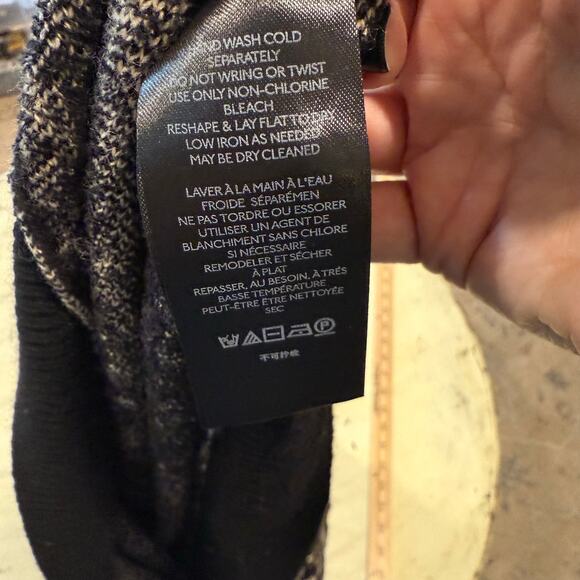 HAND WASH COLD
SEPARATELY
DO NOT WRING OR TWIST
USE ONLY NON-CHLORINE
BLEACH
RESHAPE & LAY FLAT TO DRY
LOW IRON AS NEEDED
MAY BE DRY CLEANED
LAVER À LA MAIN À L'EAU
FROIDE SÉPARÉMEN
NE PAS TORDRE OU ESSORER
UTILISER UN AGENT DE
BLANCHIMENT SANS CHLORE
SI NÉCESSAIRE
REMODELER ET SÉCHER
À PLAT
REPASSER, AU BESOIN, À TRÉS
BASSE TEMPÉRATURE
PEUT-ÊTRE ÊTRE NETTOYÉE
SEC
P
不可拧绞